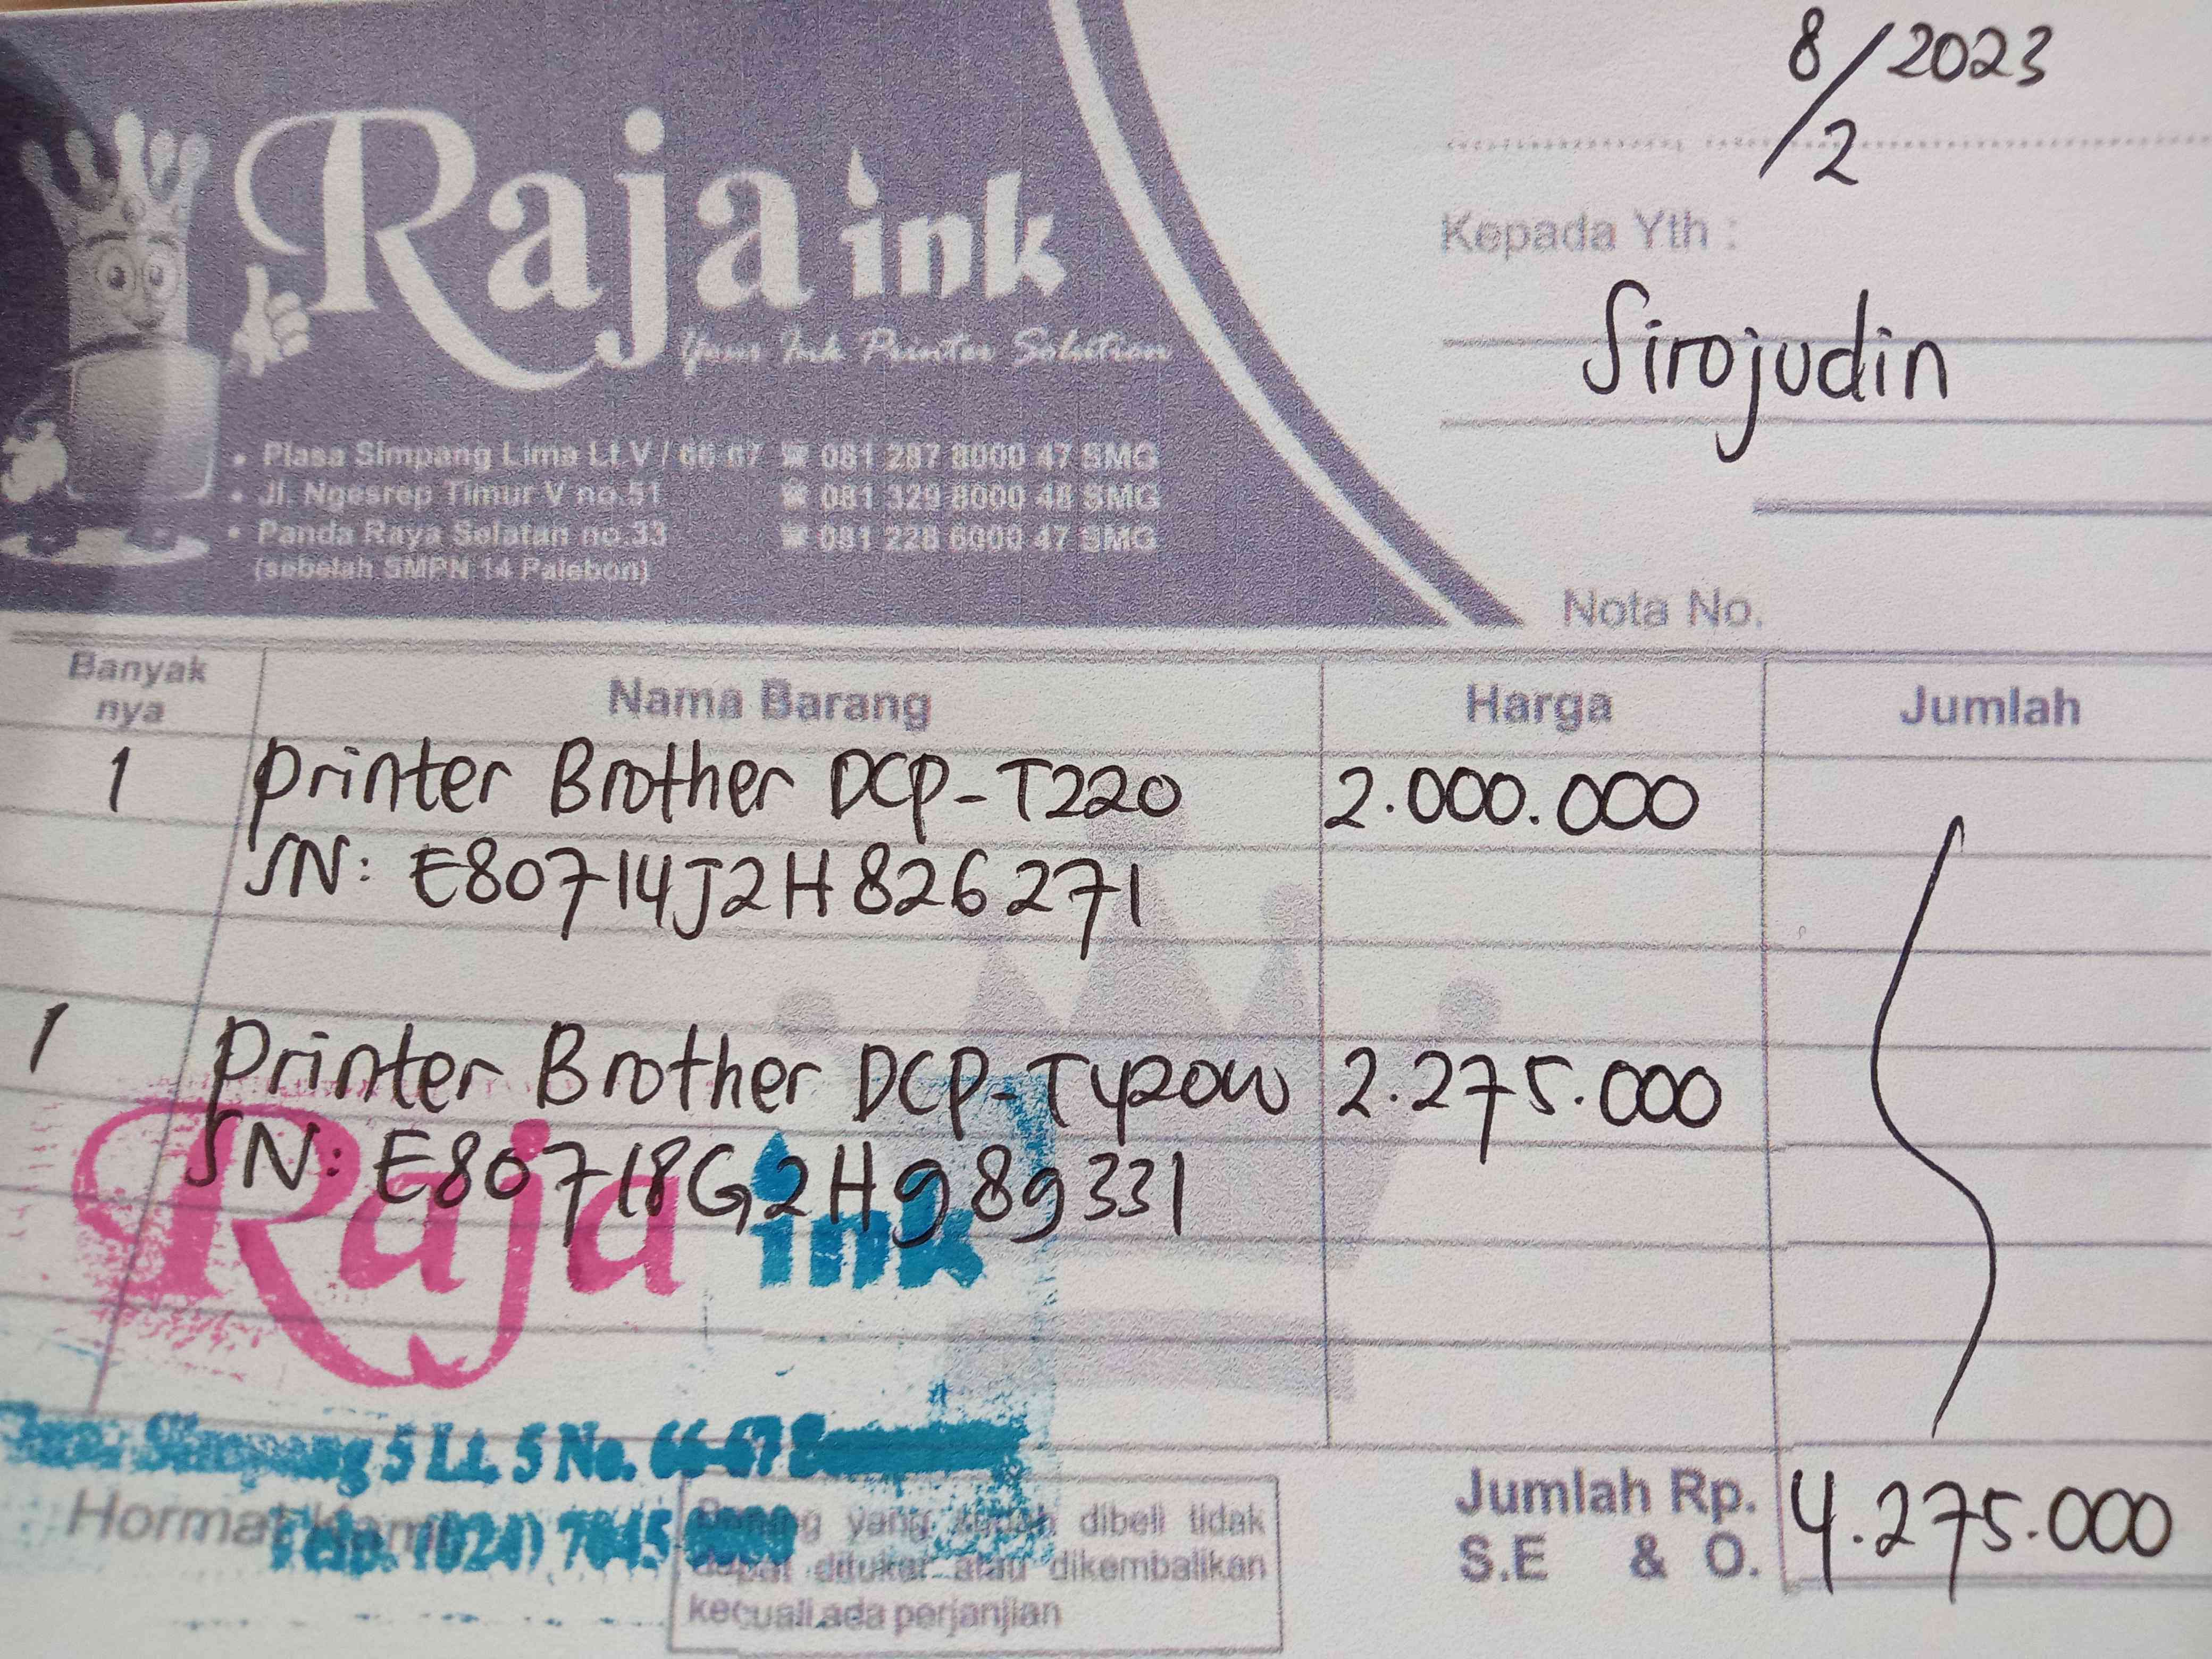 8/2 /2023
Raja ink
Your Ink Printer Solution
Kepada Yth :
Sirojudin
• Plasa Simpang Lima Lt.V / 66-67 ☎ 081 287 8000 47 SMG
• Jl. Ngesrep Timur V no.51 ☎ 081 329 8000 48 SMG
• Panda Raya Selatan no.33 ☎ 081 228 6000 47 SMG
(sebelah SMPN 14 Palebon)
Nota No.
Banyak nya Nama Barang Harga Jumlah
1 Printer Brother DCP-T220 2.000.000
SN: E80714J2H826271
1 Printer Brother DCP-T420W 2.275.000
SN: E80718G2H989331
Raja ink
Simpang 5 Lt. 5 No. 66-67
Telp. (024) 7645
Hormat Kami
Barang yang sudah dibeli tidak
dapat ditukar atau dikembalikan
kecuali ada perjanjian
Jumlah Rp. 4.275.000
S.E & O.